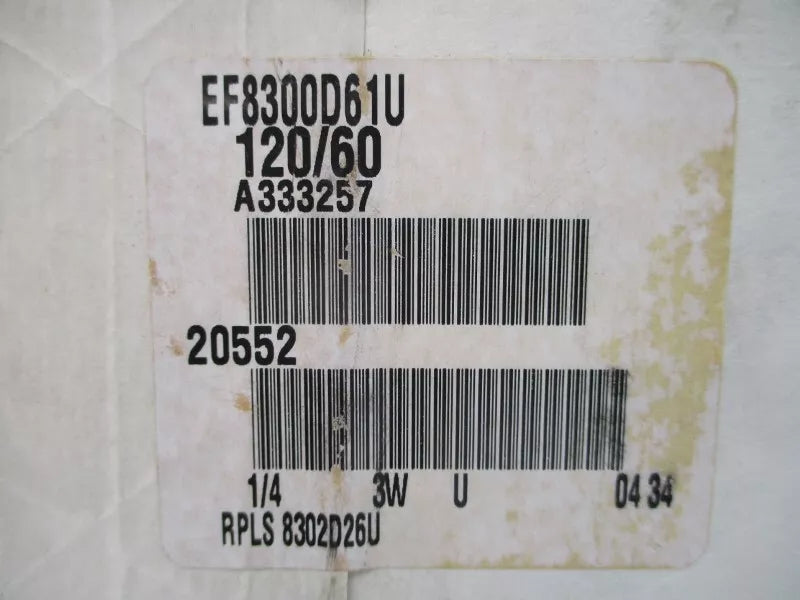 EF8300D61U
120/60
A333257
20552
1/4 3W U 04 34
RPLS 8302D26U